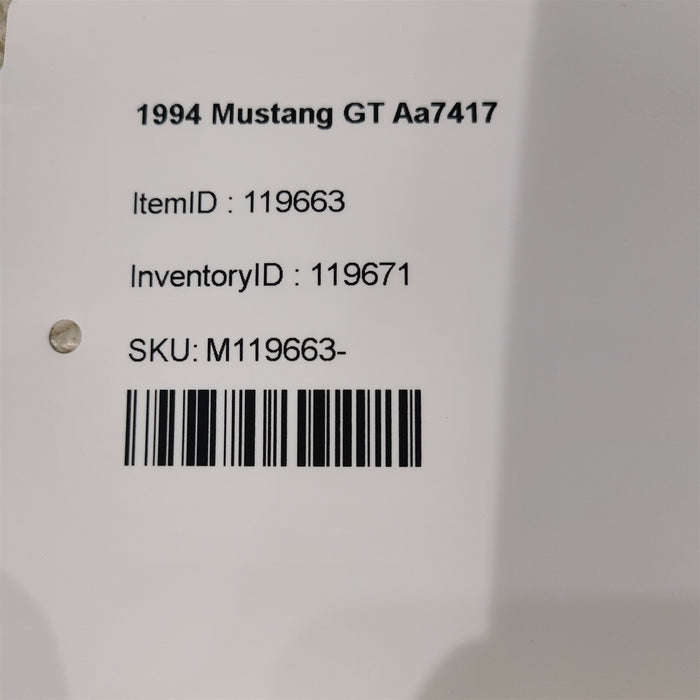 1994 Mustang GT Aa7417
ItemID : 119663
InventoryID : 119671
SKU: M119663-